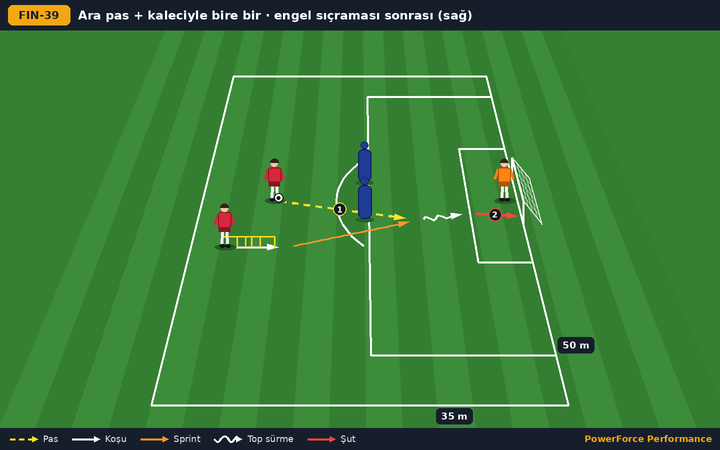 FIN-39 Ara pas + kaleciyle bire bir · engel sıçraması sonrası (sağ)
1
2
50 m
35 m
Pas Koşu Sprint Top sürme Şut PowerForce Performance